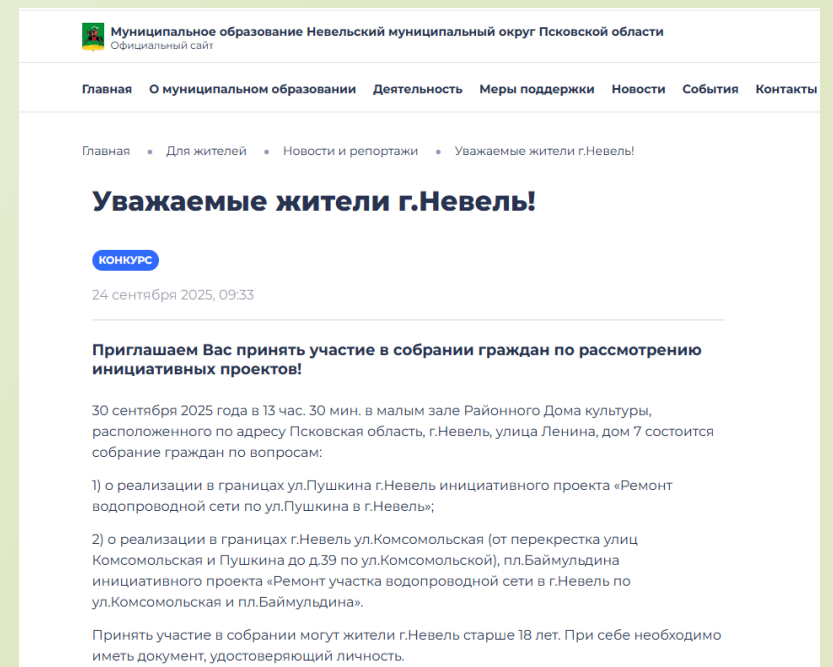 Муниципальное образование Невельский муниципальный округ Псковской области
Официальный сайт
Главная О муниципальном образовании Деятельность Меры поддержки Новости События Контакты
Главная • Для жителей • Новости и репортажи • Уважаемые жители г.Невель!
Уважаемые жители г.Невель!
КОНКУРС
24 сентября 2025, 09:33
Приглашаем Вас принять участие в собрании граждан по рассмотрению
инициативных проектов!
30 сентября 2025 года в 13 час. 30 мин. в малым зале Районного Дома культуры,
расположенного по адресу Псковская область, г.Невель, улица Ленина, дом 7 состоится
собрание граждан по вопросам:
1) о реализации в границах ул.Пушкина г.Невель инициативного проекта «Ремонт
водопроводной сети по ул.Пушкина в г.Невель»;
2) о реализации в границах г.Невель ул.Комсомольская (от перекрестка улиц
Комсомольская и Пушкина до д.39 по ул.Комсомольской), пл.Баймульдина
инициативного проекта «Ремонт участка водопроводной сети в г.Невель по
ул.Комсомольская и пл.Баймульдина».
Принять участие в собрании могут жители г.Невель старше 18 лет. При себе необходимо
иметь документ, удостоверяющий личность.